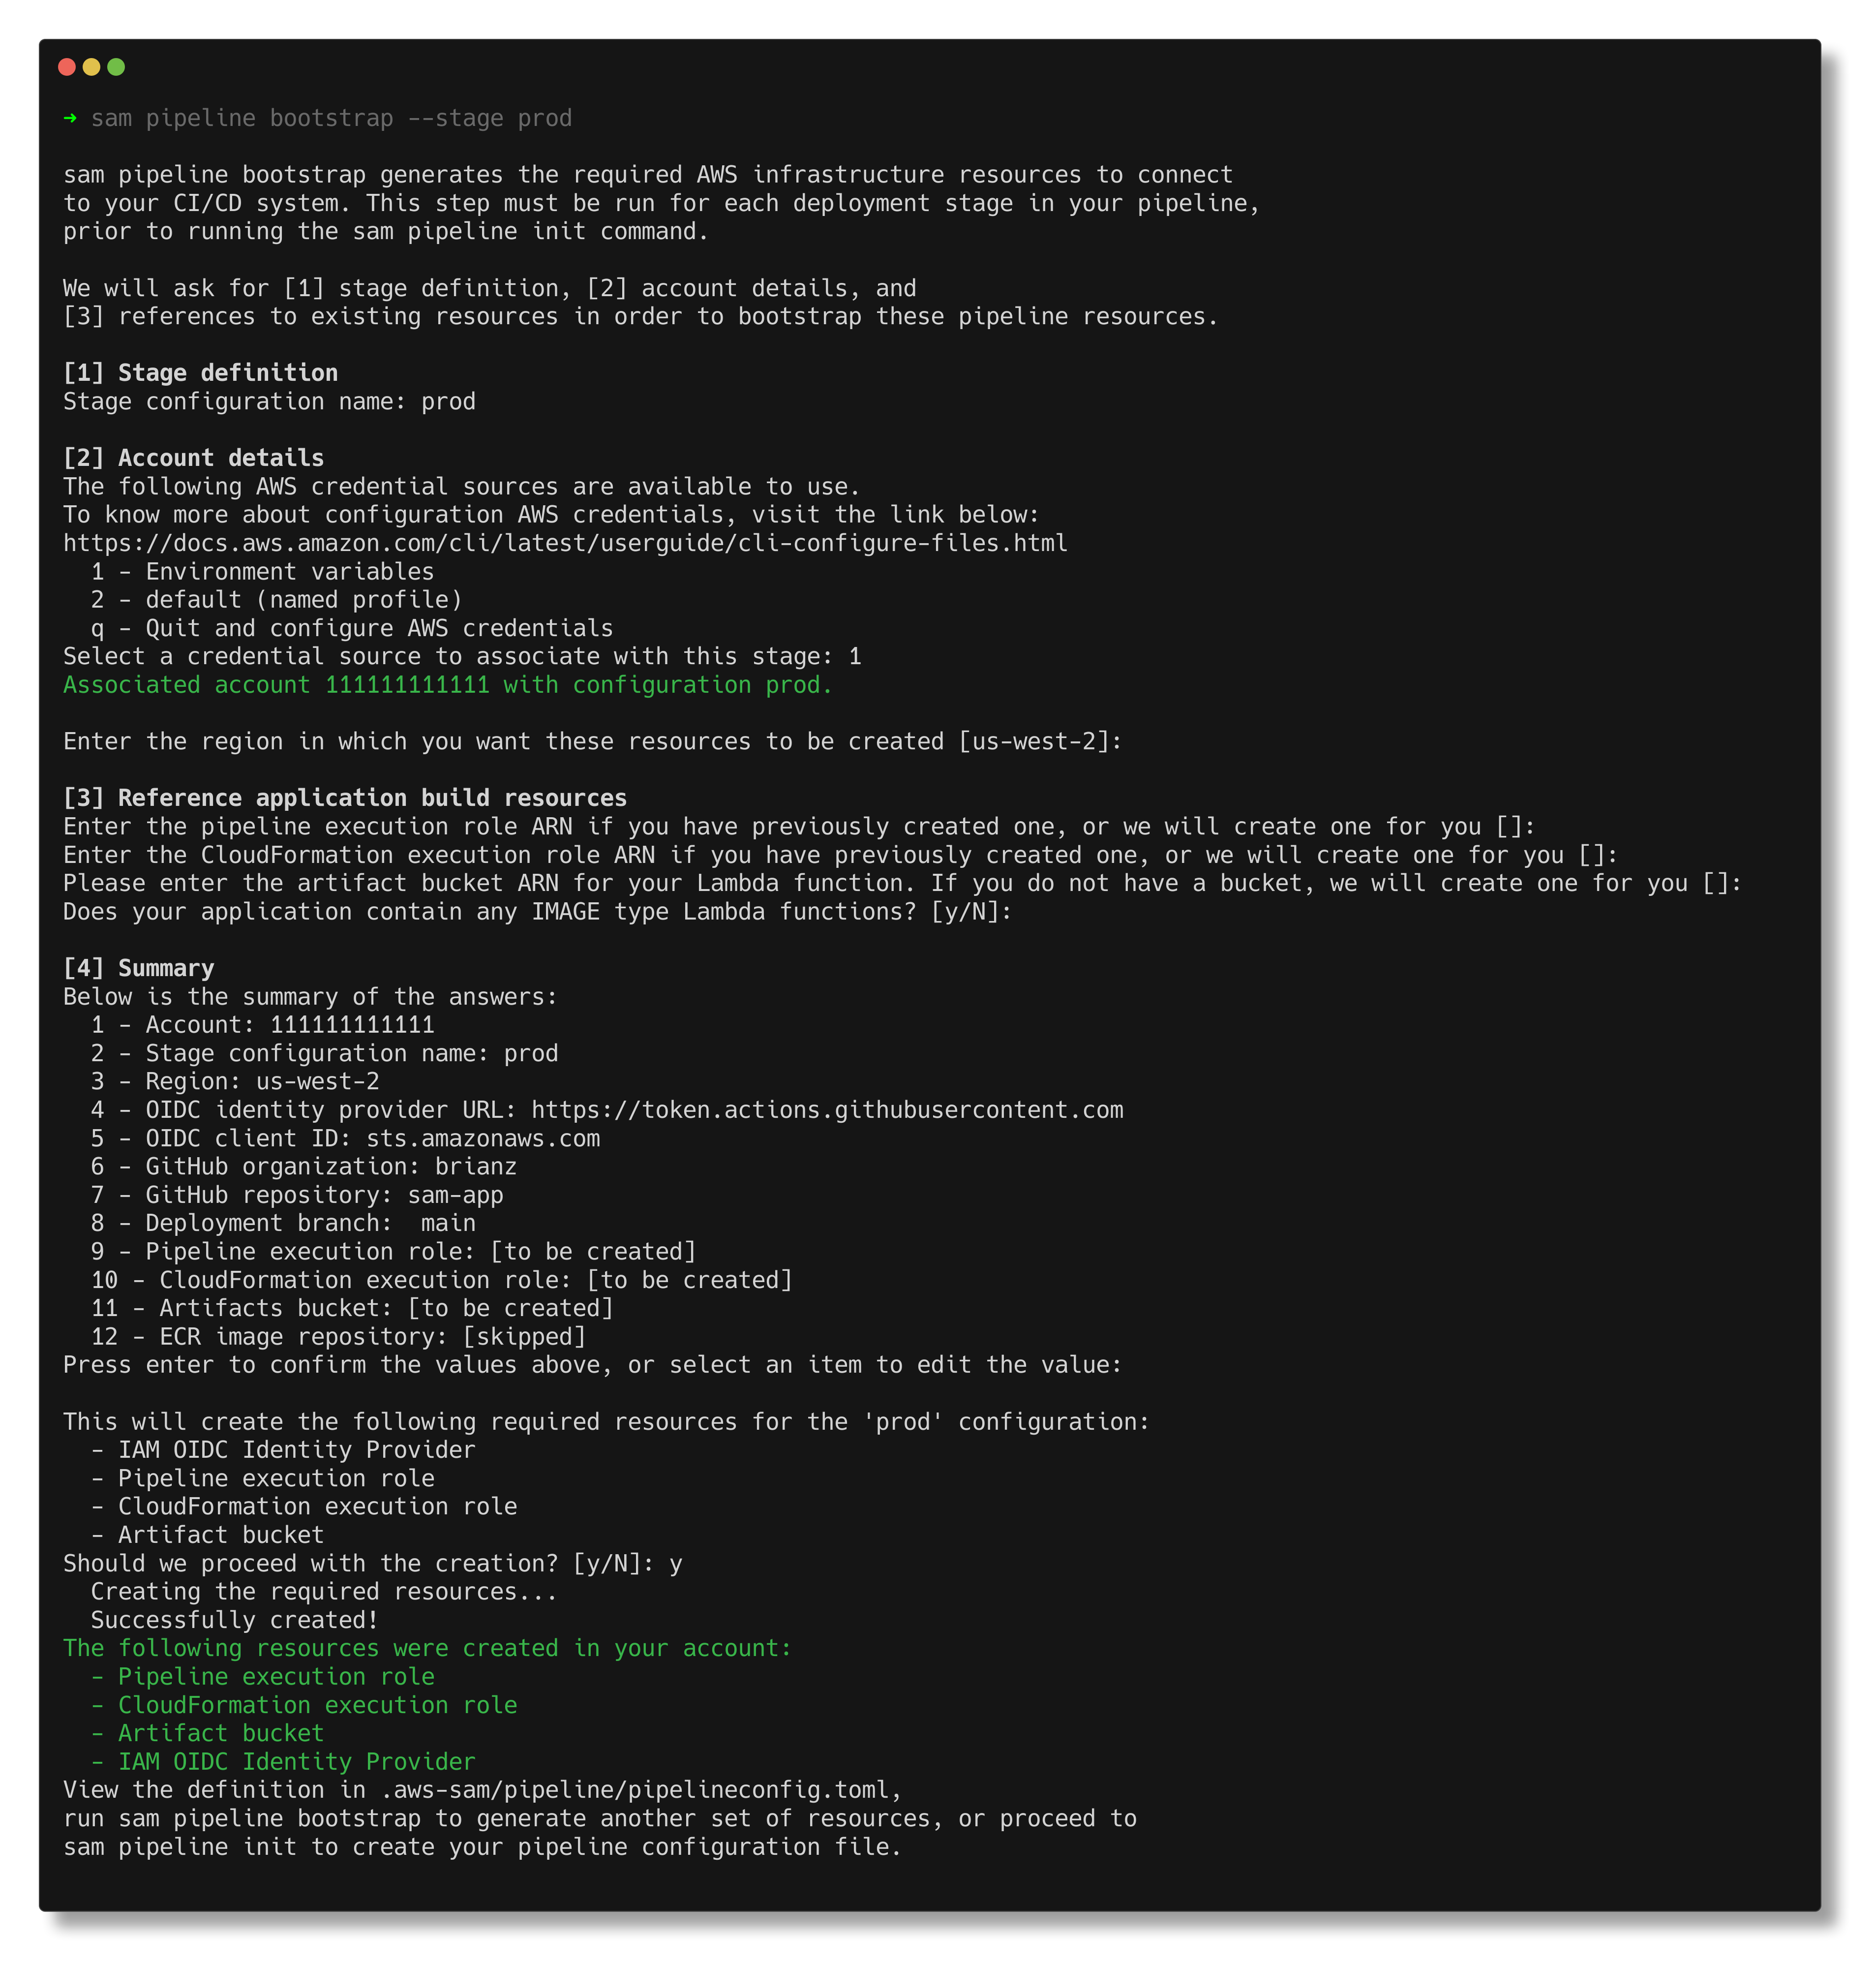 ➜ sam pipeline bootstrap --stage prod
sam pipeline bootstrap generates the required AWS infrastructure resources to connect
to your CI/CD system. This step must be run for each deployment stage in your pipeline,
prior to running the sam pipeline init command.
We will ask for [1] stage definition, [2] account details, and
[3] references to existing resources in order to bootstrap these pipeline resources.
[1] Stage definition
Stage configuration name: prod
[2] Account details
The following AWS credential sources are available to use.
To know more about configuration AWS credentials, visit the link below:
https://docs.aws.amazon.com/cli/latest/userguide/cli-configure-files.html
  1 - Environment variables
  2 - default (named profile)
  q - Quit and configure AWS credentials
Select a credential source to associate with this stage: 1
Associated account 111111111111 with configuration prod.
Enter the region in which you want these resources to be created [us-west-2]:
[3] Reference application build resources
Enter the pipeline execution role ARN if you have previously created one, or we will create one for you []:
Enter the CloudFormation execution role ARN if you have previously created one, or we will create one for you []:
Please enter the artifact bucket ARN for your Lambda function. If you do not have a bucket, we will create one for you []:
Does your application contain any IMAGE type Lambda functions? [y/N]:
[4] Summary
Below is the summary of the answers:
  1 - Account: 111111111111
  2 - Stage configuration name: prod
  3 - Region: us-west-2
  4 - OIDC identity provider URL: https://token.actions.githubusercontent.com
  5 - OIDC client ID: sts.amazonaws.com
  6 - GitHub organization: brianz
  7 - GitHub repository: sam-app
  8 - Deployment branch:  main
  9 - Pipeline execution role: [to be created]
  10 - CloudFormation execution role: [to be created]
  11 - Artifacts bucket: [to be created]
  12 - ECR image repository: [skipped]
Press enter to confirm the values above, or select an item to edit the value:
This will create the following required resources for the 'prod' configuration:
  - IAM OIDC Identity Provider
  - Pipeline execution role
  - CloudFormation execution role
  - Artifact bucket
Should we proceed with the creation? [y/N]: y
  Creating the required resources...
  Successfully created!
The following resources were created in your account:
  - Pipeline execution role
  - CloudFormation execution role
  - Artifact bucket
  - IAM OIDC Identity Provider
View the definition in .aws-sam/pipeline/pipelineconfig.toml,
run sam pipeline bootstrap to generate another set of resources, or proceed to
sam pipeline init to create your pipeline configuration file.